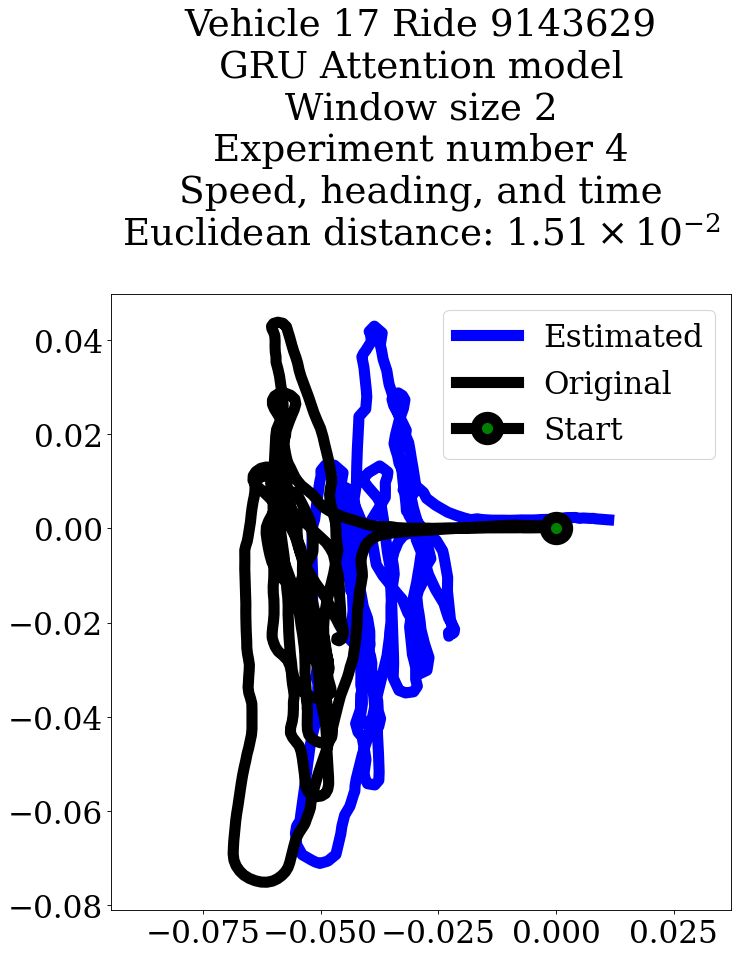 Vehicle 17 Ride 9143629
GRU Attention model
Window size 2
Experiment number 4
Speed, heading, and time
Euclidean distance: 1.51 × 10⁻²
Estimated
Original
Start
0.04
0.02
0.00
−0.02
−0.04
−0.06
−0.08
−0.075 −0.050 −0.025 0.000 0.025